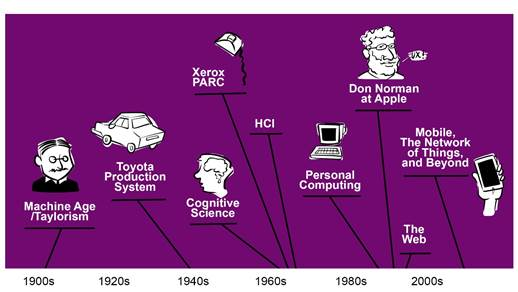 Machine Age
/Taylorism
Toyota
Production
System
Xerox
PARC
Cognitive
Science
HCI
Personal
Computing
UX!
Don Norman
at Apple
The
Web
Mobile,
The Network
of Things,
and Beyond
1900s
1920s
1940s
1960s
1980s
2000s